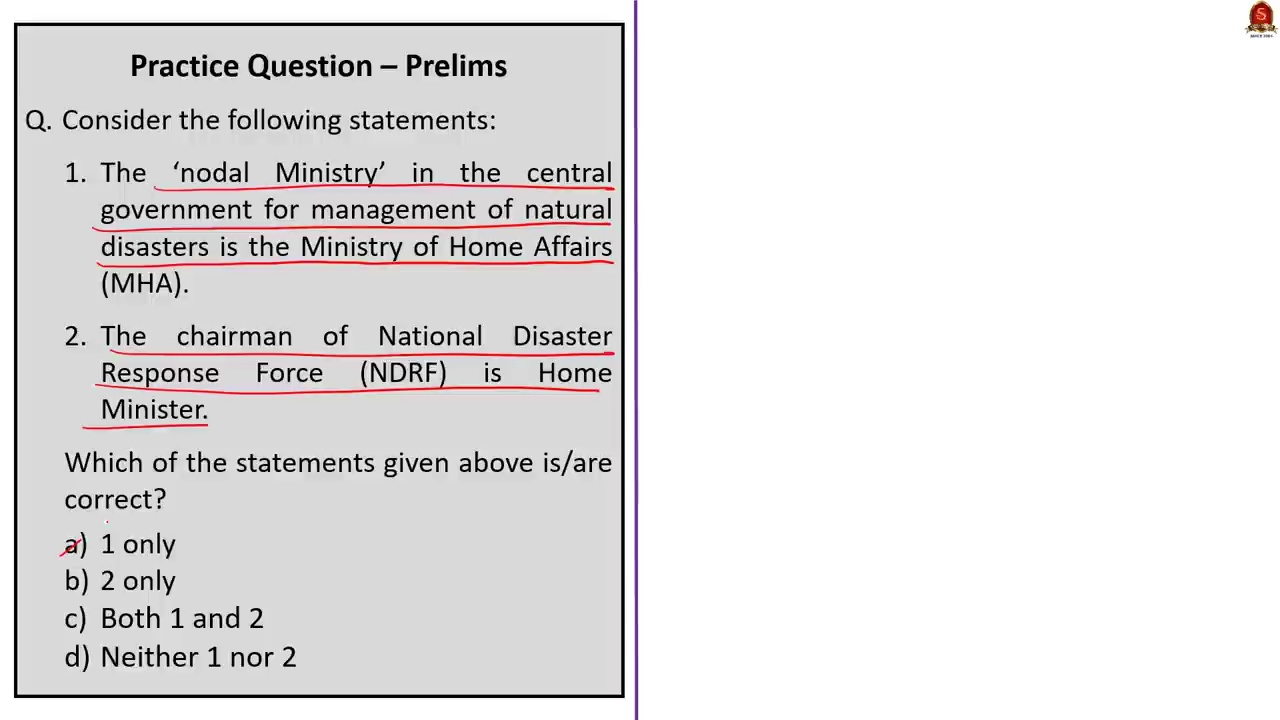 Practice Question – Prelims
Q. Consider the following statements:
1. The ‘nodal Ministry’ in the central
government for management of natural
disasters is the Ministry of Home Affairs
(MHA).
2. The chairman of National Disaster
Response Force (NDRF) is Home
Minister.
Which of the statements given above is/are
correct?
a) 1 only
b) 2 only
c) Both 1 and 2
d) Neither 1 nor 2
S